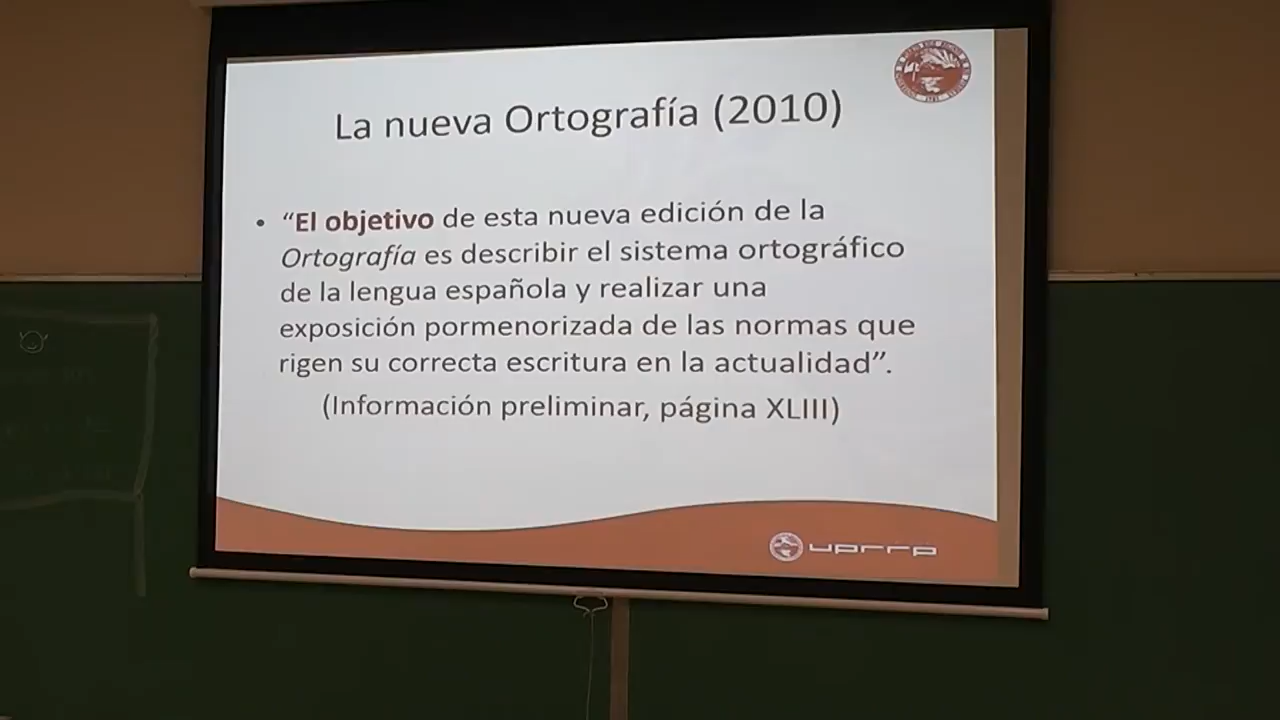 La nueva Ortografía (2010)
• “El objetivo de esta nueva edición de la
Ortografía es describir el sistema ortográfico
de la lengua española y realizar una
exposición pormenorizada de las normas que
rigen su correcta escritura en la actualidad”.
(Información preliminar, página XLIII)
uprrp